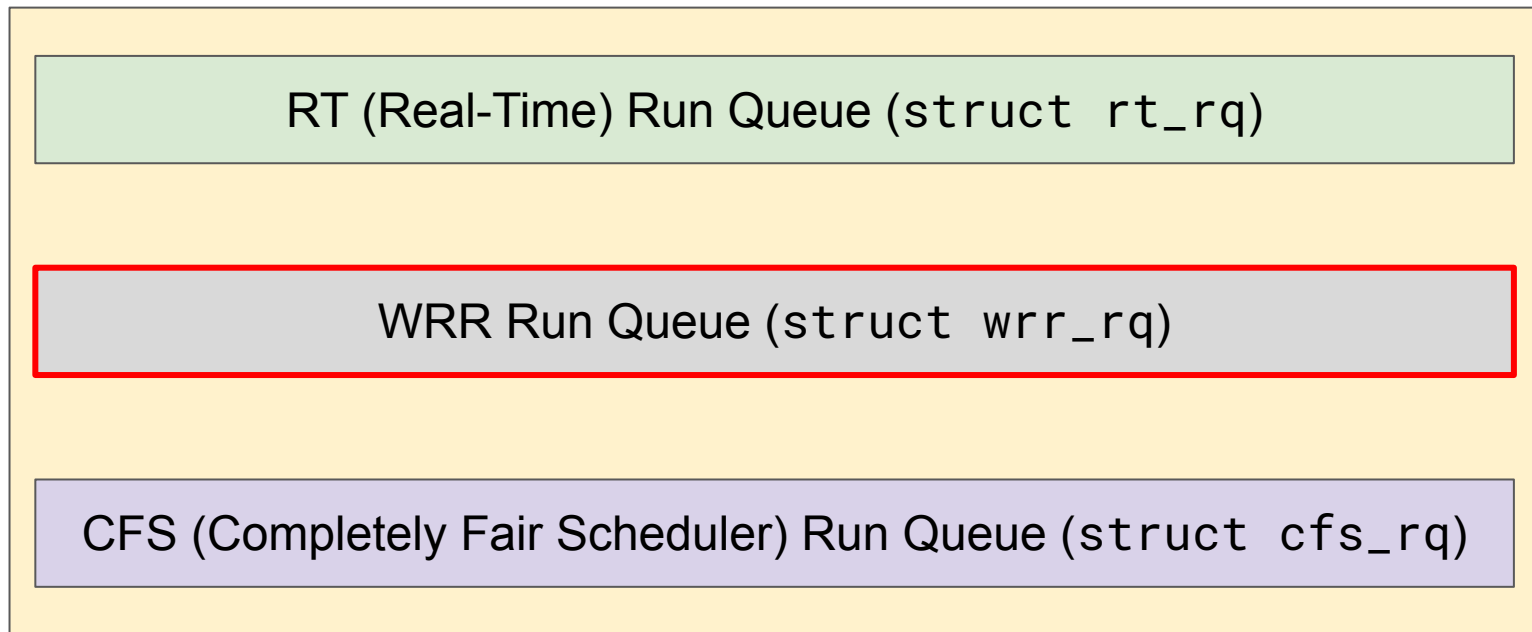 RT (Real-Time) Run Queue (struct rt_rq)
WRR Run Queue (struct wrr_rq)
CFS (Completely Fair Scheduler) Run Queue (struct cfs_rq)